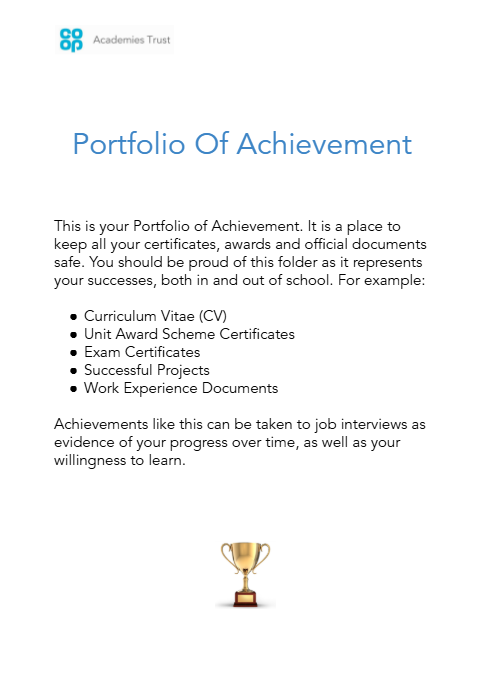 co
op
Academies Trust
Portfolio Of Achievement
This is your Portfolio of Achievement. It is a place to
keep all your certificates, awards and official documents
safe. You should be proud of this folder as it represents
your successes, both in and out of school. For example:
● Curriculum Vitae (CV)
● Unit Award Scheme Certificates
● Exam Certificates
● Successful Projects
● Work Experience Documents
Achievements like this can be taken to job interviews as
evidence of your progress over time, as well as your
willingness to learn.